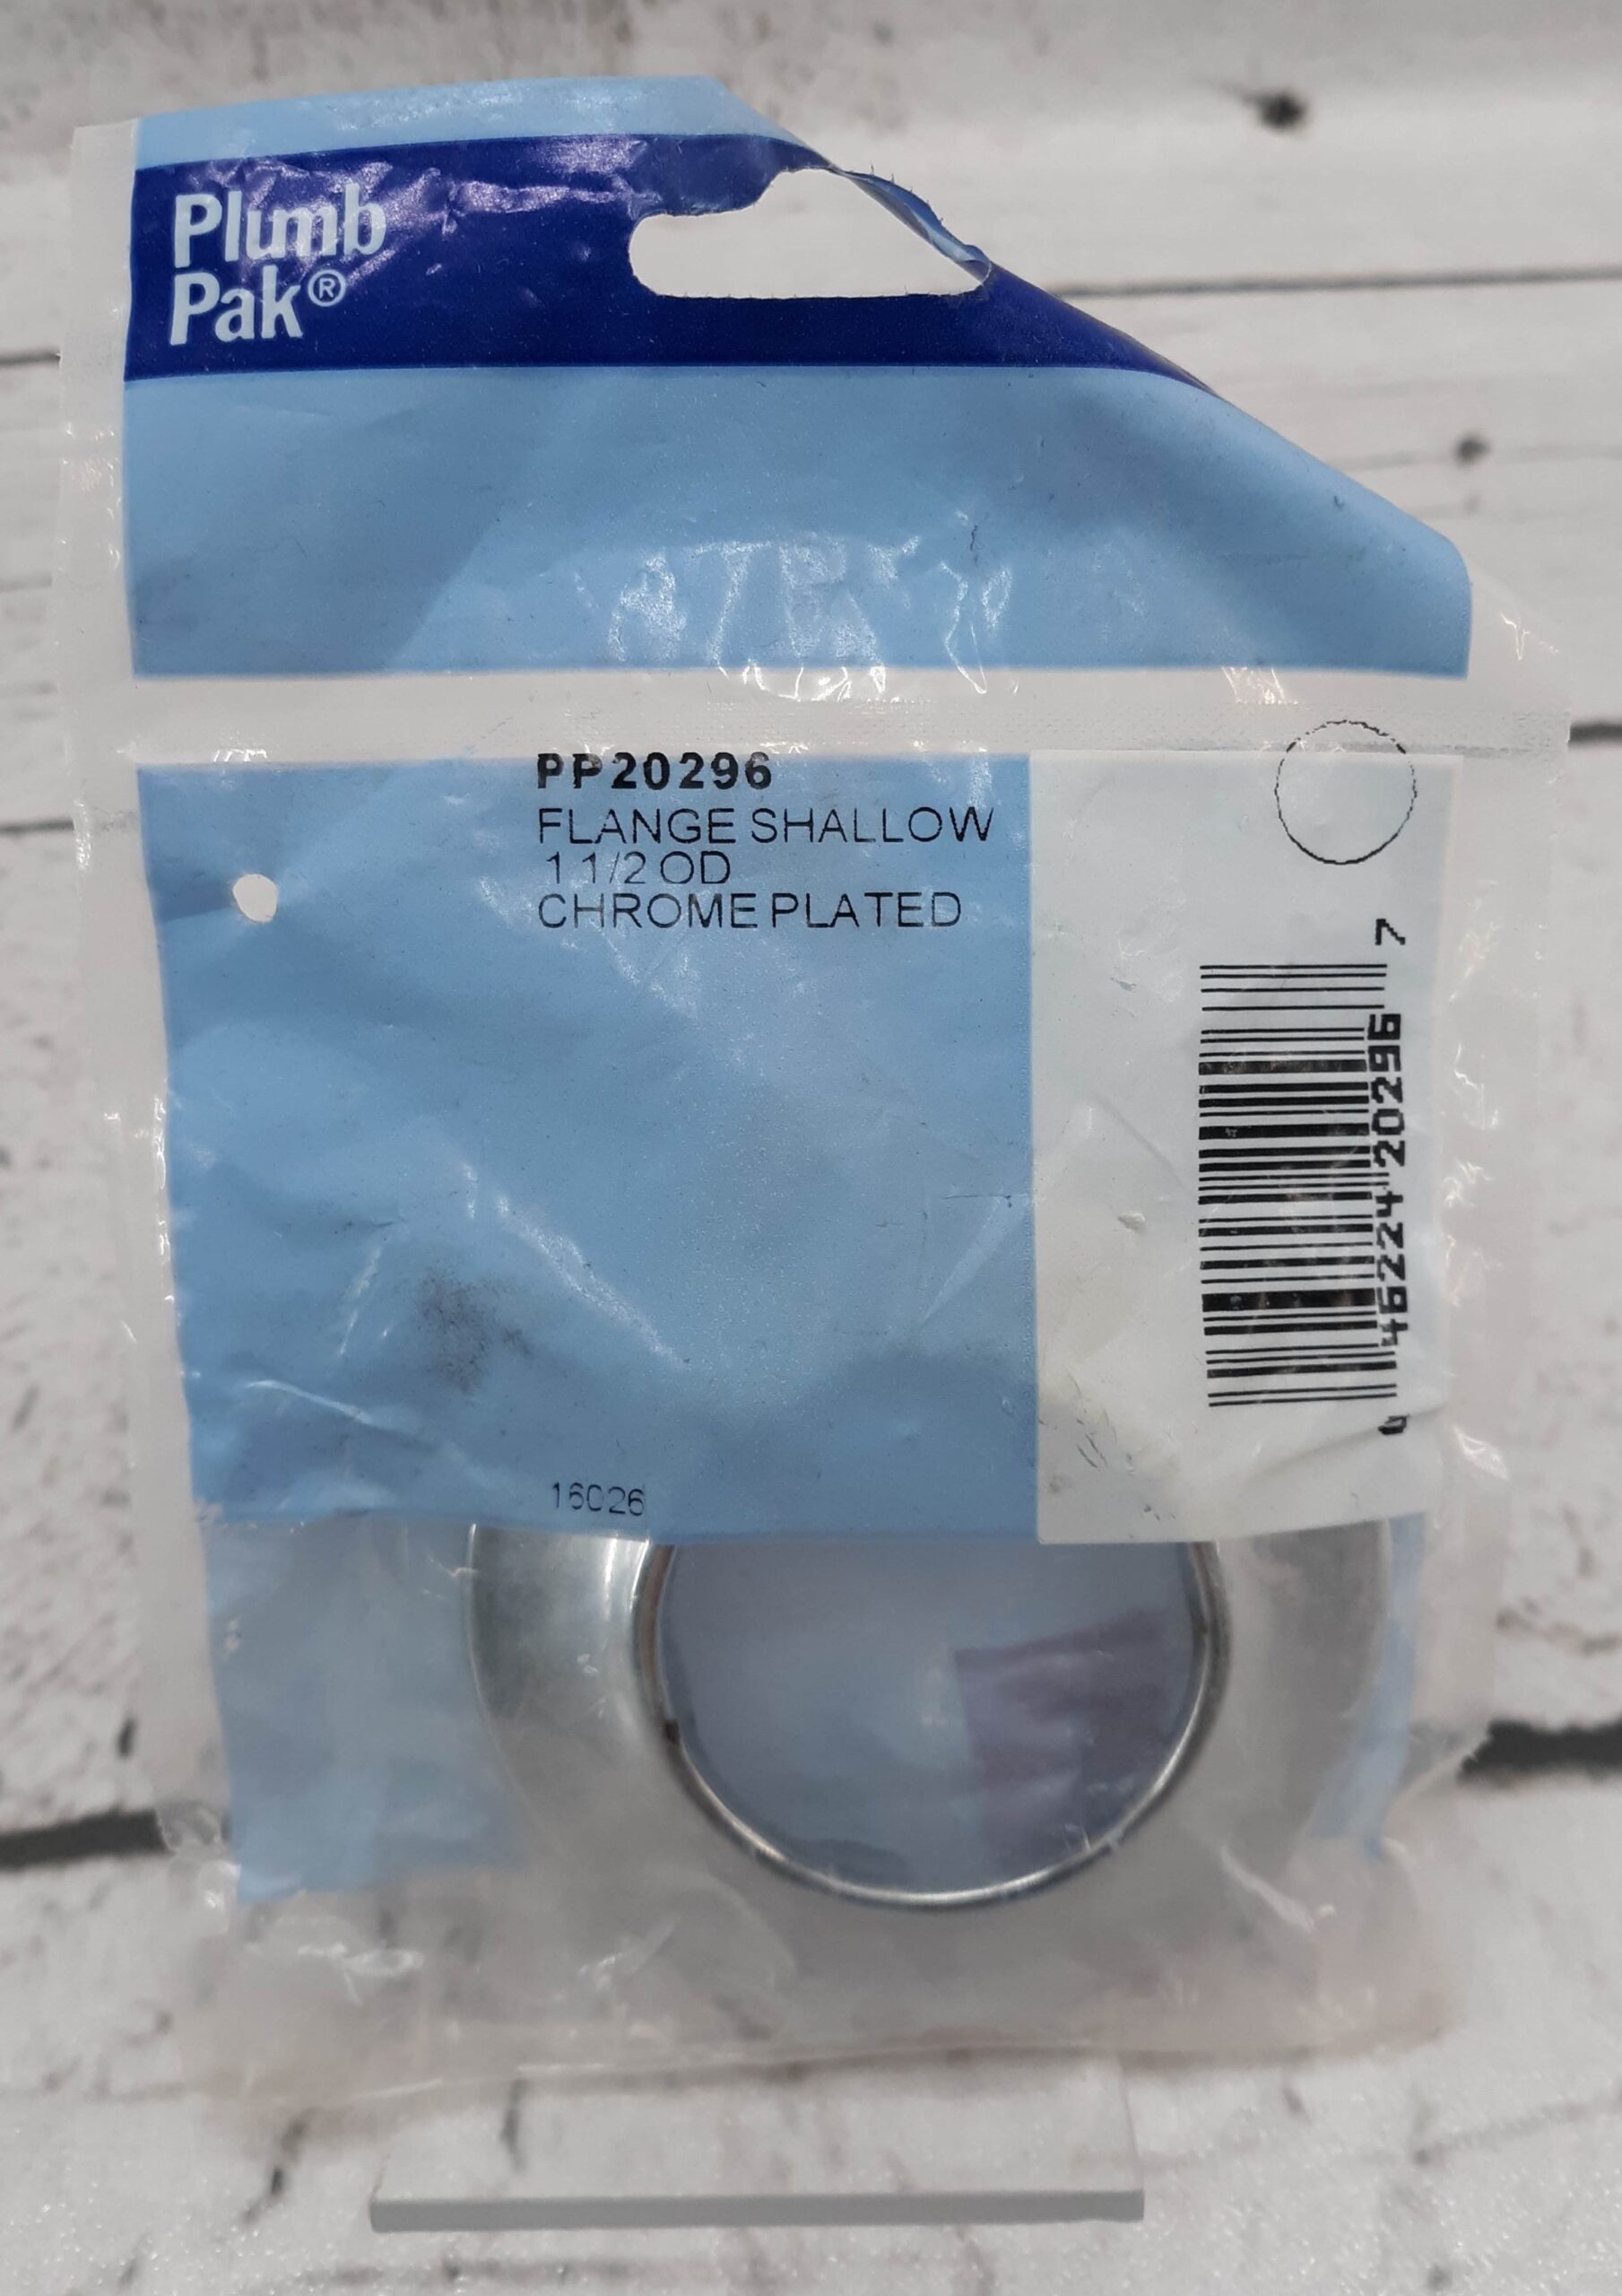 Plumb
Pak®
PP20296
FLANGE SHALLOW
1 1/2 OD
CHROME PLATED
46224 20296 7
16026